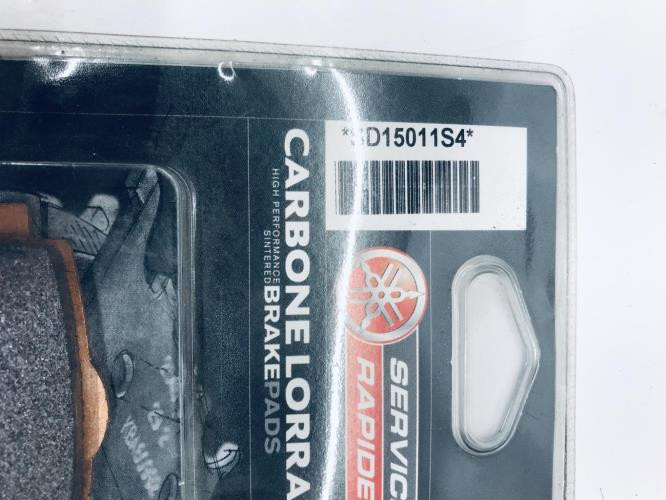 *SD15011S4*
CARBONE LORRA
HIGH PERFORMANCE
SINTERED BRAKEPADS
SERVIC
RAPIDE